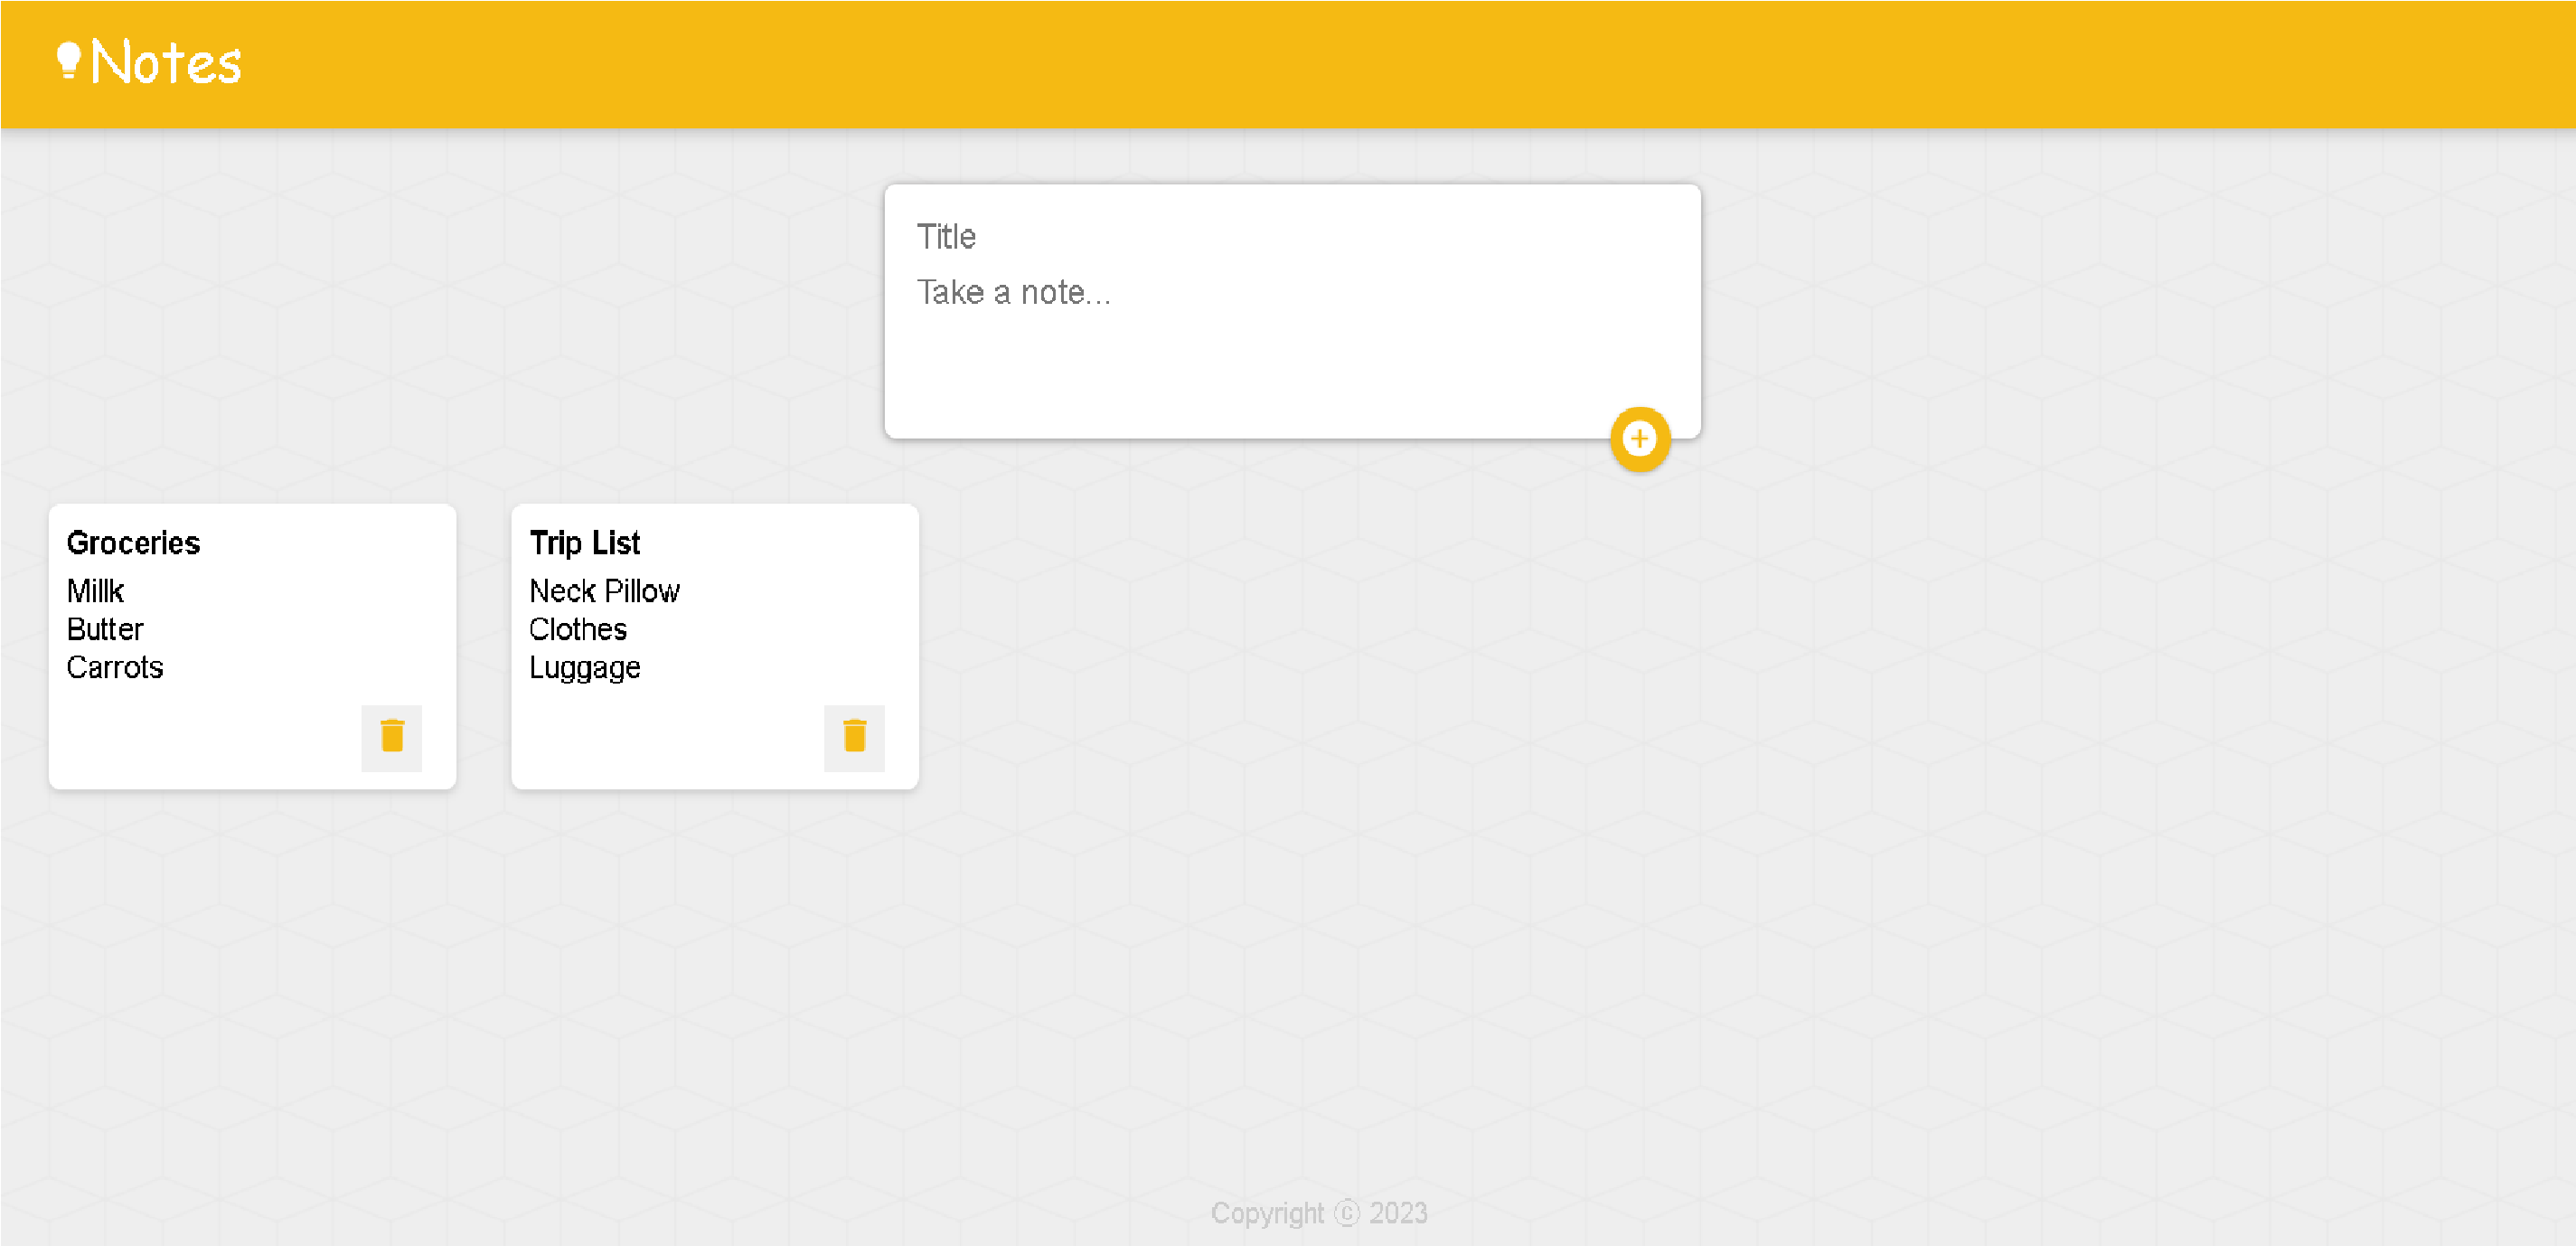 Notes
Title
Take a note...
Groceries
Millk
Butter
Carrots
Trip List
Neck Pillow
Clothes
Luggage
Copyright ⓒ 2023